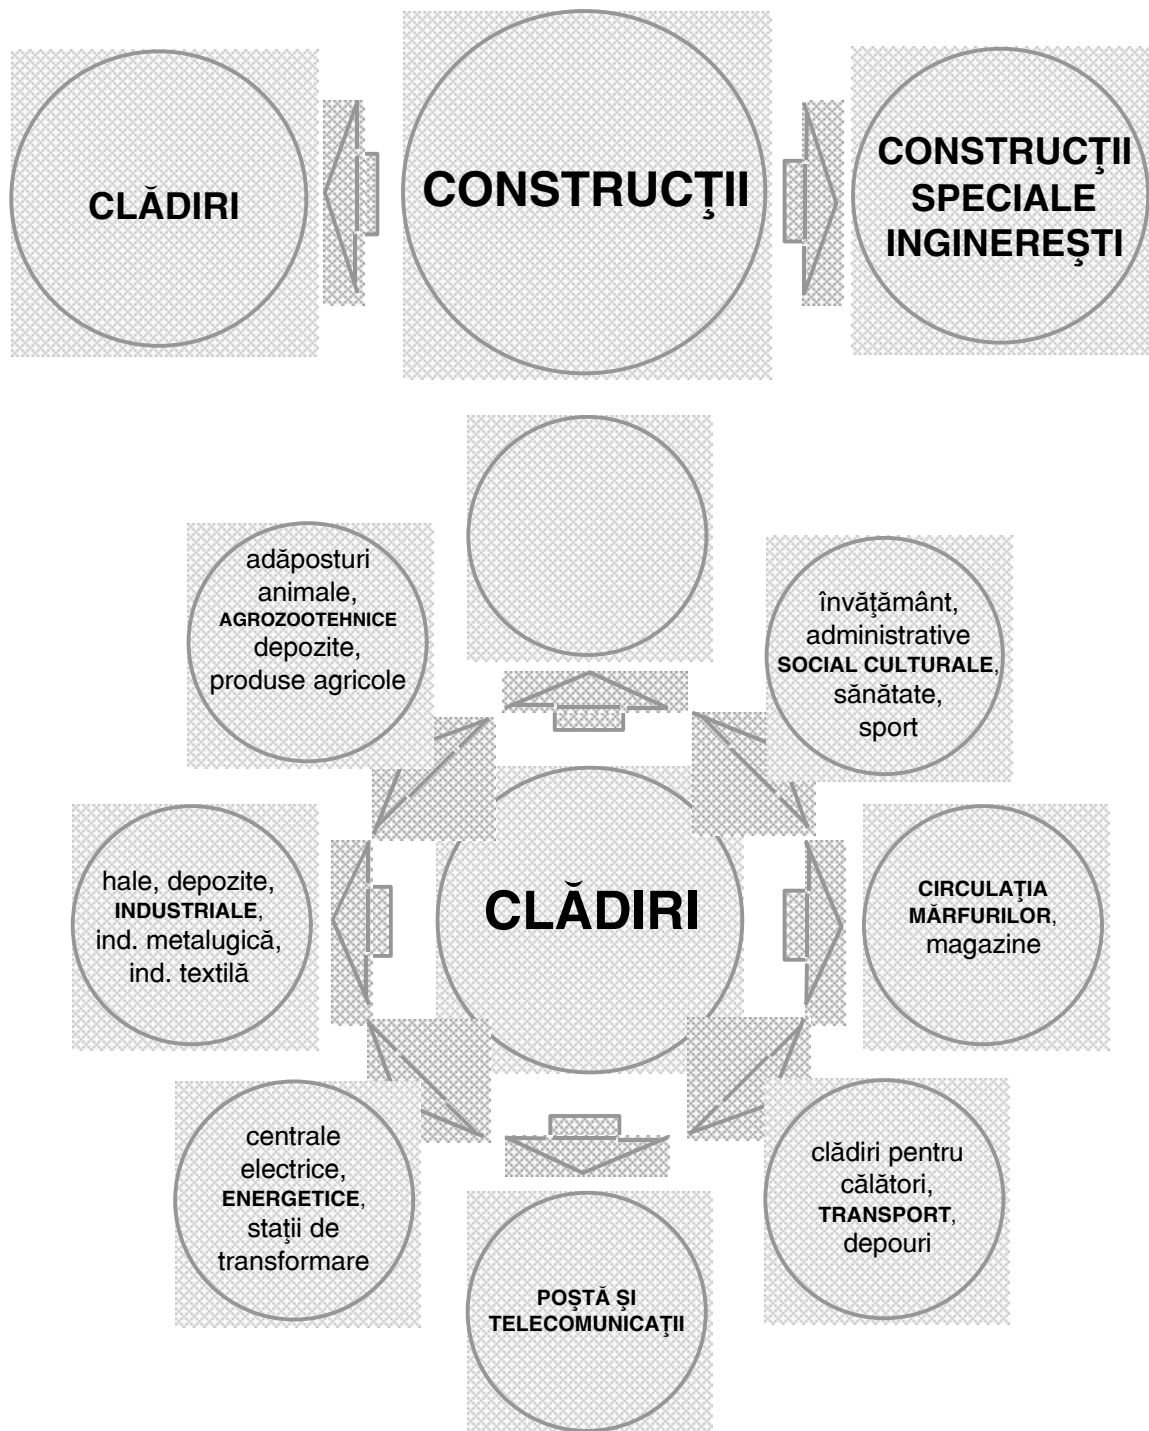 CLĂDIRI
CONSTRUCŢII
CONSTRUCŢII
SPECIALE
INGINEREŞTI
adăposturi
animale,
AGROZOOTEHNICE
depozite,
produse agricole
învăţământ,
administrative
SOCIAL CULTURALE,
sănătate,
sport
hale, depozite,
INDUSTRIALE,
ind. metalugică,
ind. textilă
CLĂDIRI
CIRCULAŢIA
MĂRFURILOR,
magazine
centrale
electrice,
ENERGETICE,
staţii de
transformare
clădiri pentru
călători,
TRANSPORT,
depouri
POŞTĂ ŞI
TELECOMUNICAŢII